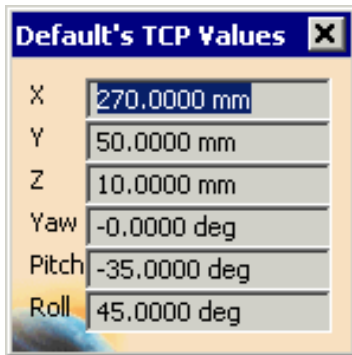 Default's TCP Values
X 270.0000 mm
Y 50.0000 mm
Z 10.0000 mm
Yaw -0.0000 deg
Pitch -35.0000 deg
Roll 45.0000 deg